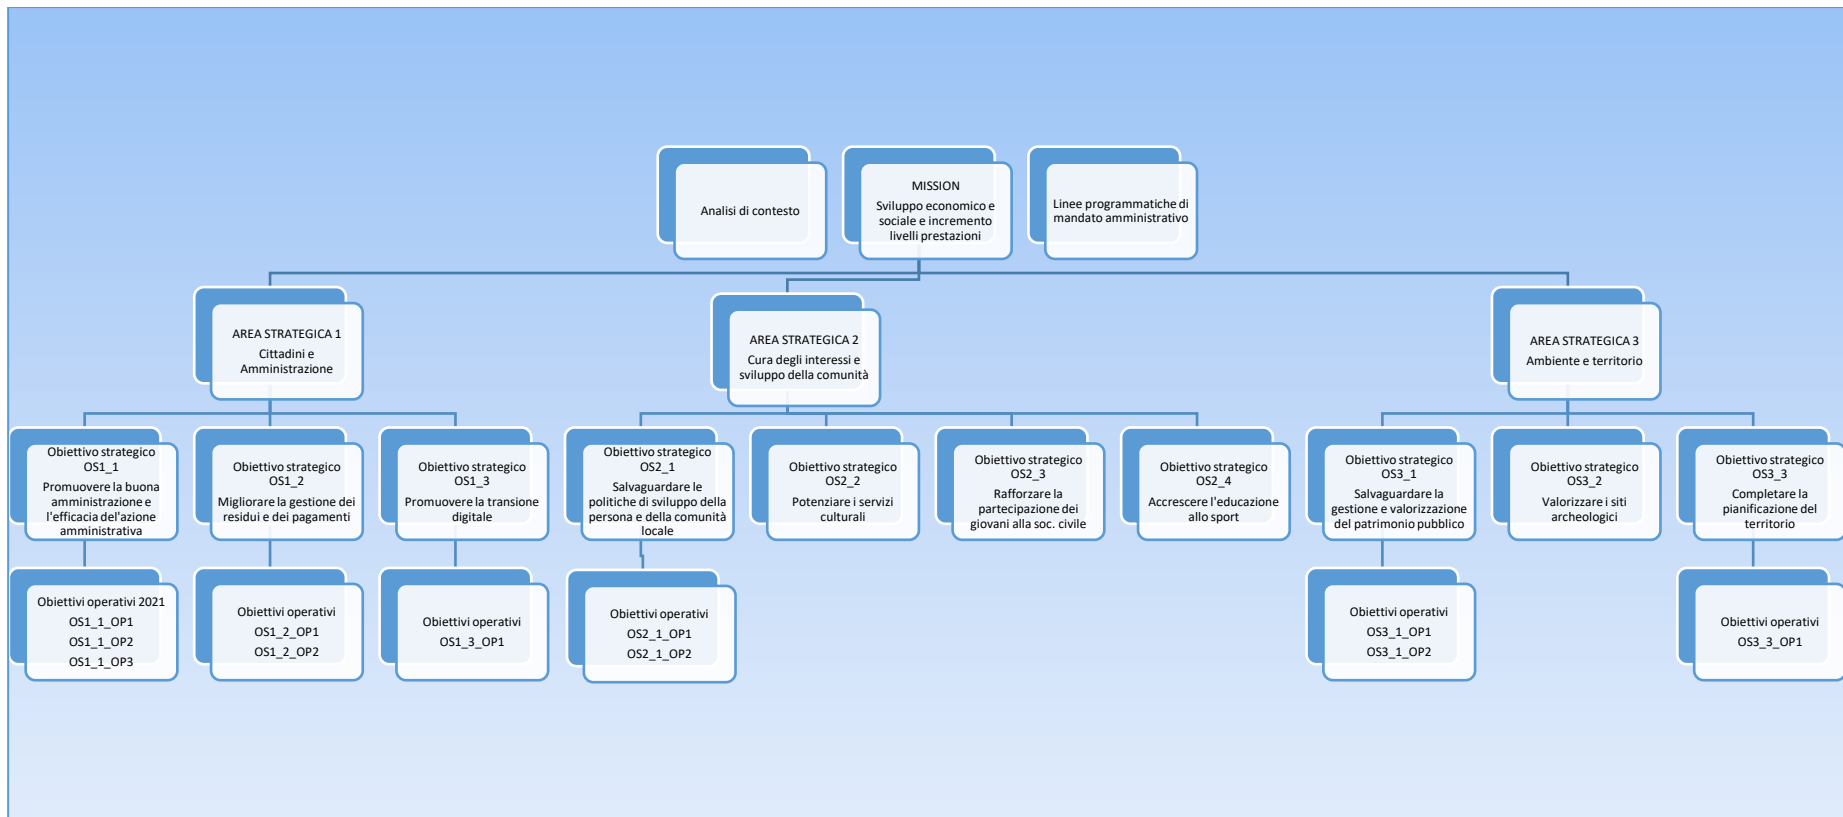 Analisi di contesto
MISSION
Sviluppo economico e
sociale e incremento
livelli prestazioni
Linee programmatiche di
mandato amministrativo
AREA STRATEGICA 1
Cittadini e
Amministrazione
AREA STRATEGICA 2
Cura degli interessi e
sviluppo della comunità
AREA STRATEGICA 3
Ambiente e territorio
Obiettivo strategico
OS1_1
Promuovere la buona
amministrazione e
l'efficacia del'azione
amministrativa
Obiettivo strategico
OS1_2
Migliorare la gestione dei
residui e dei pagamenti
Obiettivo strategico
OS1_3
Promuovere la transione
digitale
Obiettivo strategico
OS2_1
Salvaguardare le
politiche di sviluppo della
persona e della comunità
locale
Obiettivo strategico
OS2_2
Potenziare i servizi
culturali
Obiettivo strategico
OS2_3
Rafforzare la
partecipazione dei
giovani alla soc. civile
Obiettivo strategico
OS2_4
Accrescere l'educazione
allo sport
Obiettivo strategico
OS3_1
Salvaguardare la
gestione e valorizzazione
del patrimonio pubblico
Obiettivo strategico
OS3_2
Valorizzare i siti
archeologici
Obiettivo strategico
OS3_3
Completare la
pianificazione del
territorio
Obiettivi operativi 2021
OS1_1_OP1
OS1_1_OP2
OS1_1_OP3
Obiettivi operativi
OS1_2_OP1
OS1_2_OP2
Obiettivi operativi
OS1_3_OP1
Obiettivi operativi
OS2_1_OP1
OS2_1_OP2
Obiettivi operativi
OS3_1_OP1
OS3_1_OP2
Obiettivi operativi
OS3_3_OP1